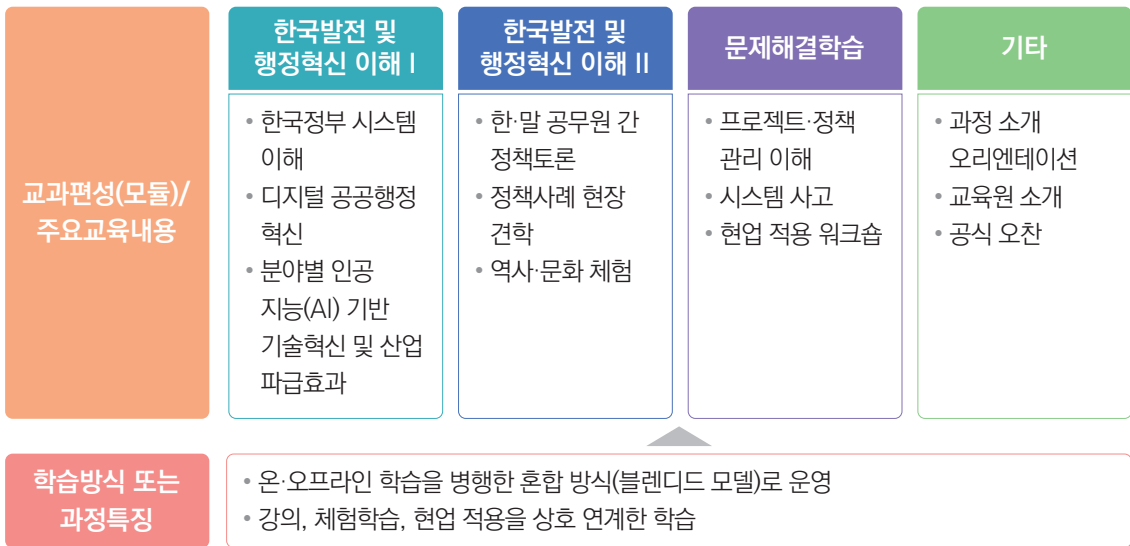 교과편성(모듈)/
주요교육내용
한국발전 및
행정혁신 이해 I
• 한국정부 시스템
이해
• 디지털 공공행정
혁신
• 분야별 인공
지능(AI) 기반
기술혁신 및 산업
파급효과
한국발전 및
행정혁신 이해 II
• 한·말 공무원 간
정책토론
• 정책사례 현장
견학
• 역사·문화 체험
문제해결학습
• 프로젝트·정책
관리 이해
• 시스템 사고
• 현업 적용 워크숍
기타
• 과정 소개
오리엔테이션
• 교육원 소개
• 공식 오찬
학습방식 또는
과정특징
• 온·오프라인 학습을 병행한 혼합 방식(블렌디드 모델)로 운영
• 강의, 체험학습, 현업 적용을 상호 연계한 학습